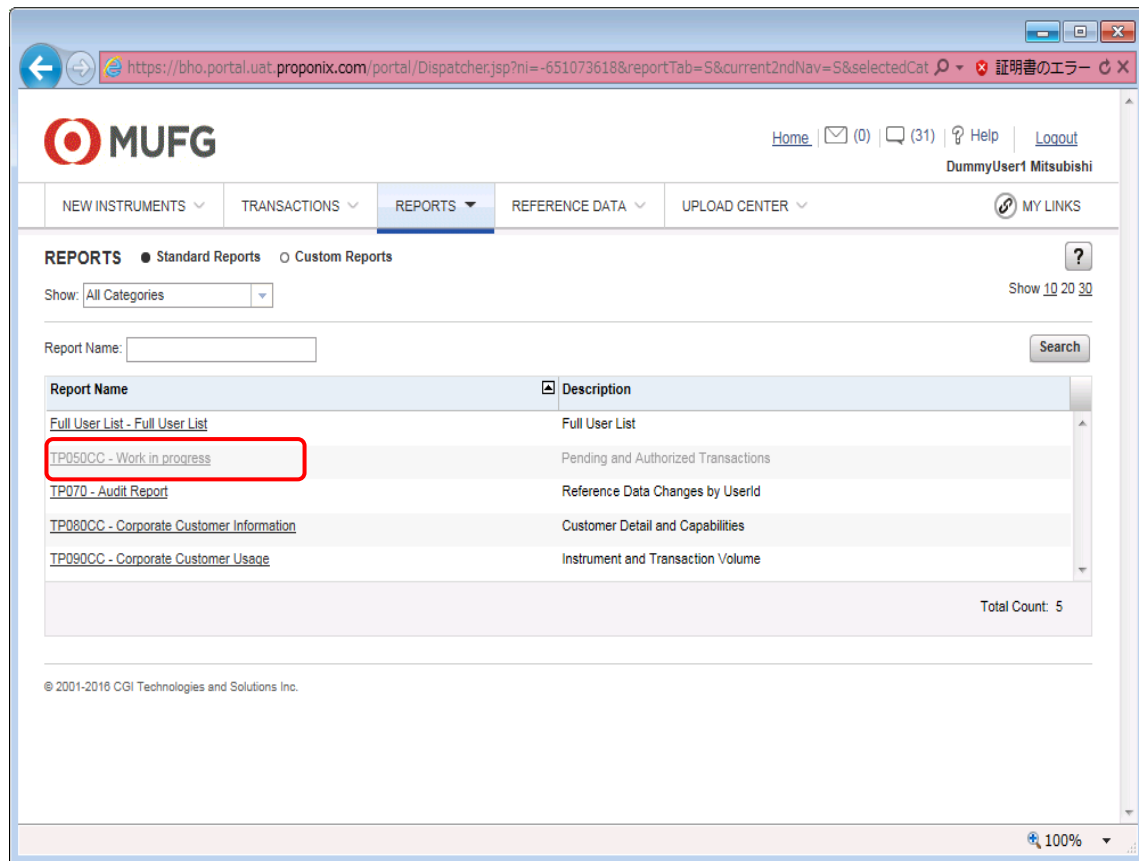 https://bho.portal.uat.proponix.com/portal/Dispatcher.jsp?ni=-651073618&reportTab=S&current2ndNav=S&selectedCat 証明書のエラー
MUFG
Home (0) (31) Help Logout
DummyUser1 Mitsubishi
NEW INSTRUMENTS TRANSACTIONS REPORTS REFERENCE DATA UPLOAD CENTER MY LINKS
REPORTS Standard Reports Custom Reports ?
Show: All Categories Show 10 20 30
Report Name: Search
Report Name Description
Full User List - Full User List Full User List
TP050CC - Work in progress Pending and Authorized Transactions
TP070 - Audit Report Reference Data Changes by UserId
TP080CC - Corporate Customer Information Customer Detail and Capabilities
TP090CC - Corporate Customer Usage Instrument and Transaction Volume
Total Count: 5
© 2001-2016 CGI Technologies and Solutions Inc.
100%